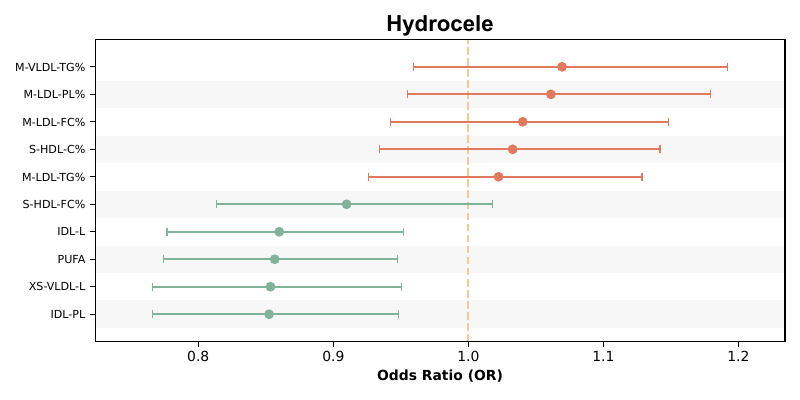 Hydrocele
M-VLDL-TG%
M-LDL-PL%
M-LDL-FC%
S-HDL-C%
M-LDL-TG%
S-HDL-FC%
IDL-L
PUFA
XS-VLDL-L
IDL-PL
0.8 0.9 1.0 1.1 1.2
Odds Ratio (OR)